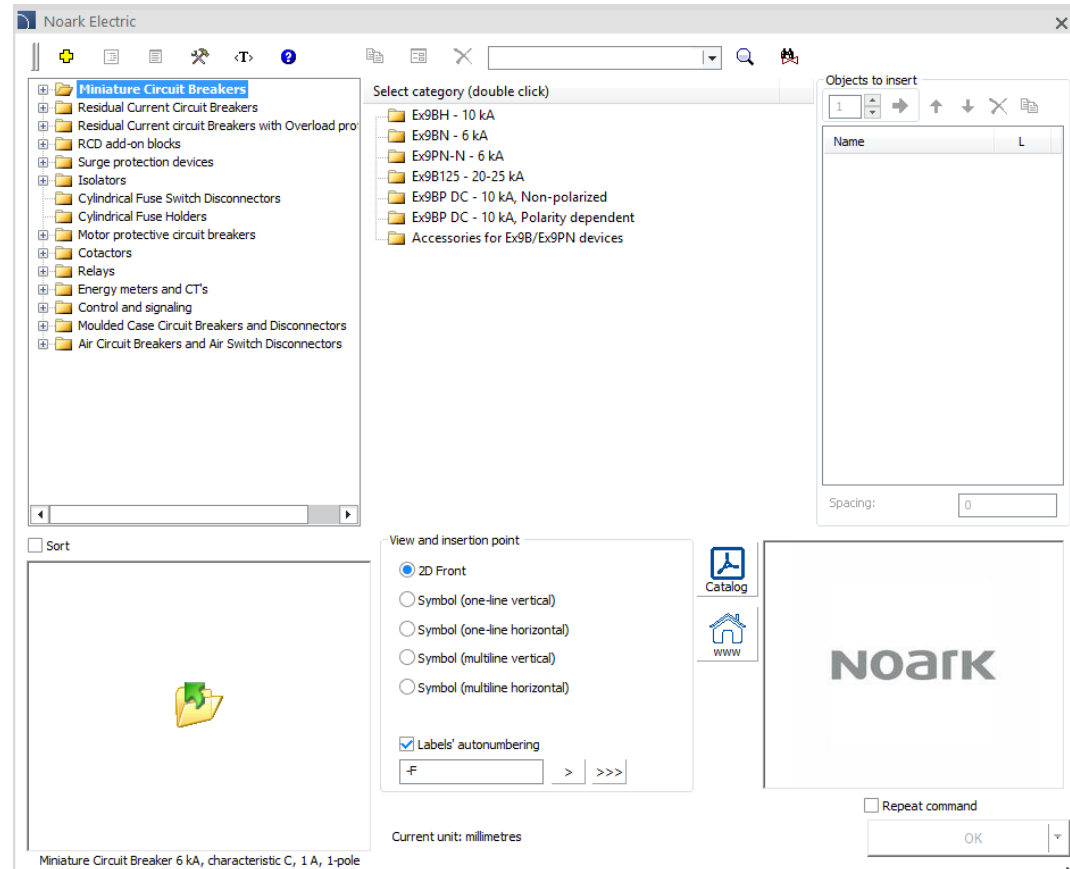 Noark Electric
<T>
Miniature Circuit Breakers
Residual Current Circuit Breakers
Residual Current circuit Breakers with Overload pro
RCD add-on blocks
Surge protection devices
Isolators
Cylindrical Fuse Switch Disconnectors
Cylindrical Fuse Holders
Motor protective circuit breakers
Cotactors
Relays
Energy meters and CT's
Control and signaling
Moulded Case Circuit Breakers and Disconnectors
Air Circuit Breakers and Air Switch Disconnectors
Sort
Miniature Circuit Breaker 6 kA, characteristic C, 1 A, 1-pole
Select category (double click)
Ex9BH - 10 kA
Ex9BN - 6 kA
Ex9PN-N - 6 kA
Ex9B125 - 20-25 kA
Ex9BP DC - 10 kA, Non-polarized
Ex9BP DC - 10 kA, Polarity dependent
Accessories for Ex9B/Ex9PN devices
Objects to insert
1
Name L
Spacing: 0
View and insertion point
2D Front
Symbol (one-line vertical)
Symbol (one-line horizontal)
Symbol (multiline vertical)
Symbol (multiline horizontal)
Labels' autonumbering
-F > >>>
Current unit: millimetres
Catalog
www
NOARK
Repeat command
OK